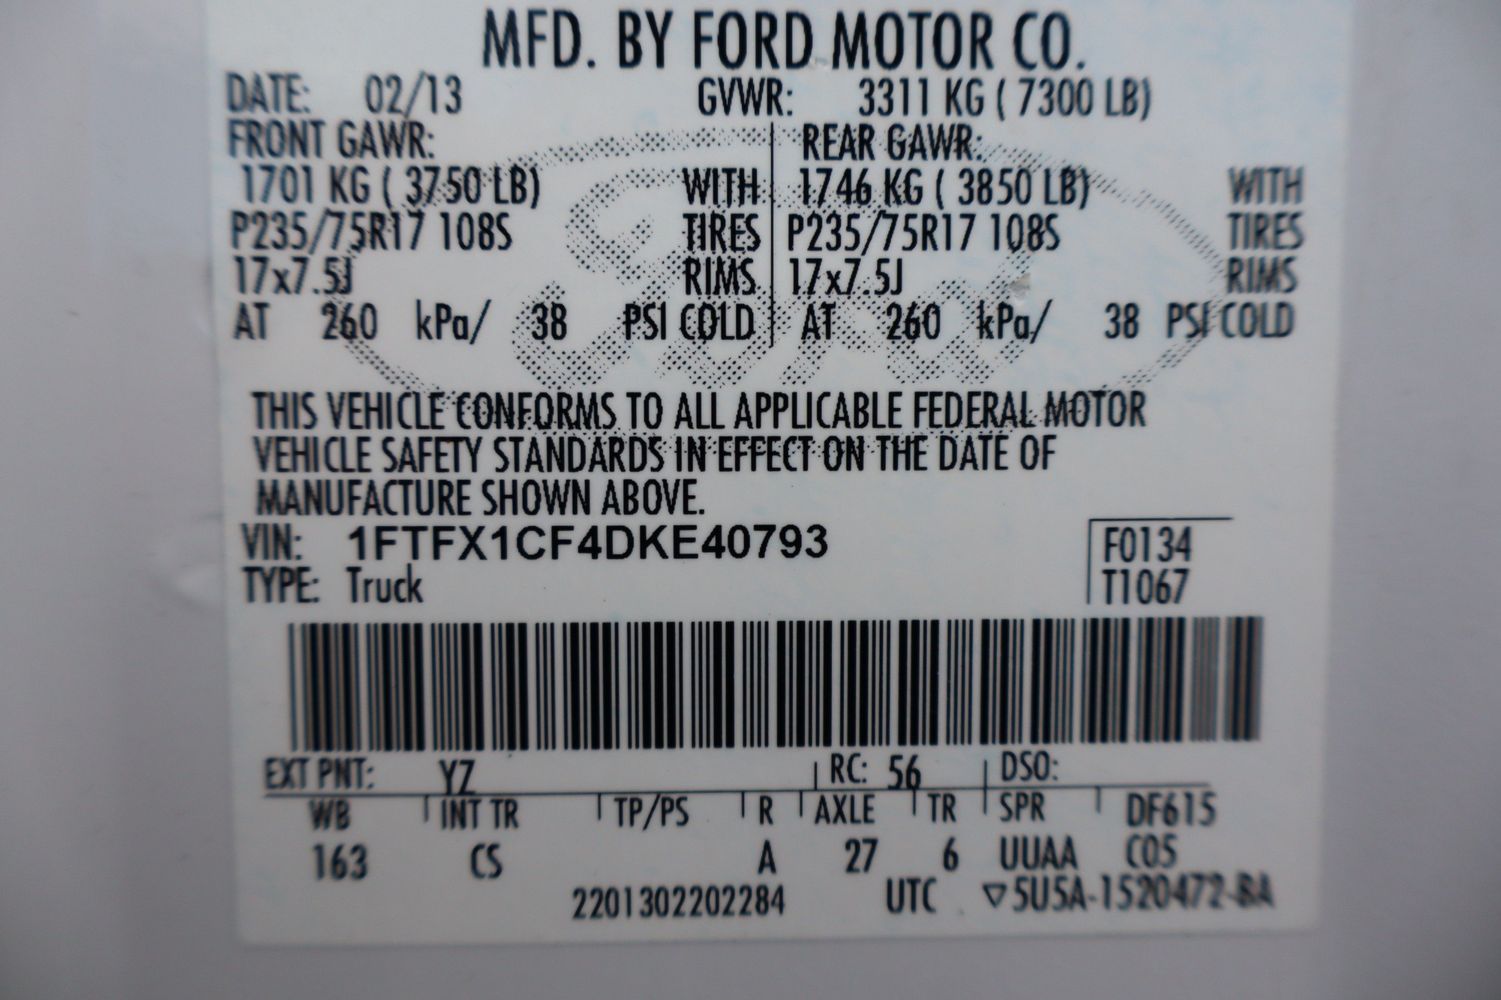 MFD. BY FORD MOTOR CO.
DATE: 02/13 GVWR: 3311 KG ( 7300 LB)
FRONT GAWR: REAR GAWR:
1701 KG ( 3750 LB) WITH 1746 KG ( 3850 LB) WITH
P235/75R17 108S TIRES P235/75R17 108S TIRES
17x7.5J RIMS 17x7.5J RIMS
AT 260 kPa/ 38 PSI COLD AT 260 kPa/ 38 PSI COLD
Ford
THIS VEHICLE CONFORMS TO ALL APPLICABLE FEDERAL MOTOR
VEHICLE SAFETY STANDARDS IN EFFECT ON THE DATE OF
MANUFACTURE SHOWN ABOVE.
VIN: 1FTFX1CF4DKE40793 F0134
TYPE: Truck T1067
EXT PNT: YZ RC: 56 DSO:
WB INT TR TP/PS R AXLE TR SPR DF615
163 CS A 27 6 UUAA C05
2201302202284 UTC ▽5U5A-1520472-BA